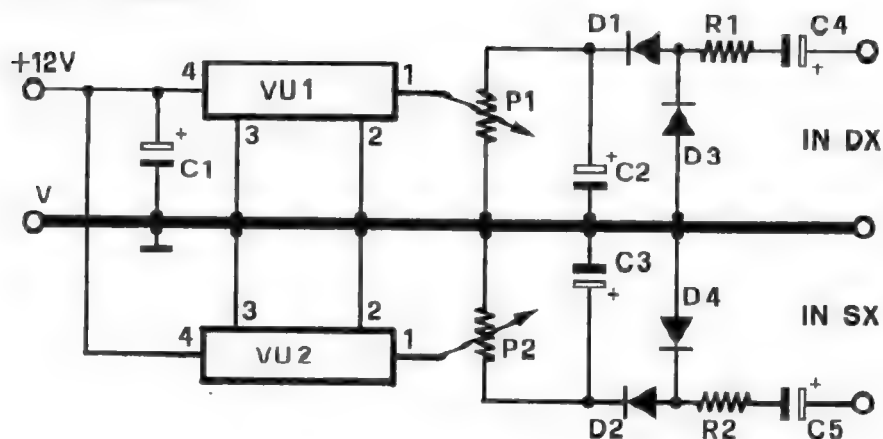 D1 R1 C4
+12V 4 VU1 1 P1 +
+ 3 2 D3 IN DX
C1 + C2
V
C3 D4
3 2 + IN SX
4 VU2 1 P2 +
D2 R2 C5